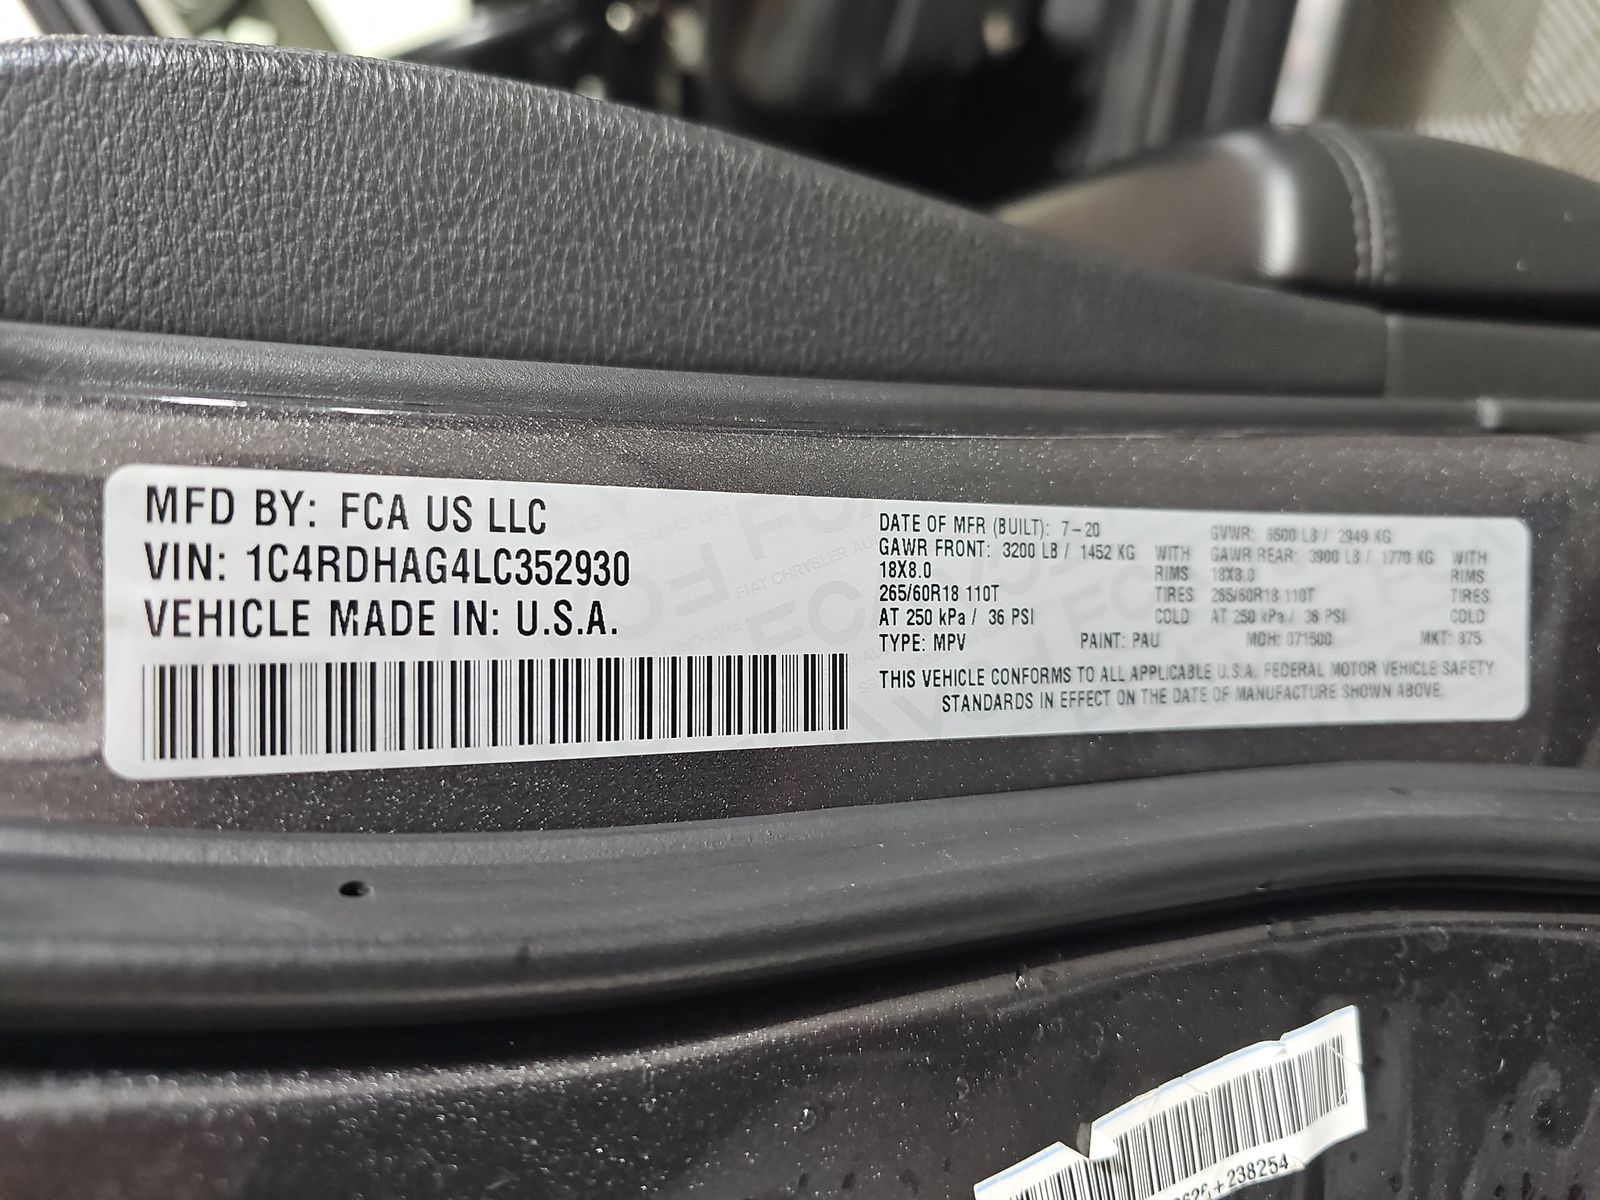 MFD BY: FCA US LLC
VIN: 1C4RDHAG4LC352930
VEHICLE MADE IN: U.S.A.
DATE OF MFR (BUILT): 7-20 GVWR: 6500 LB / 2949 KG
GAWR FRONT: 3200 LB / 1452 KG WITH GAWR REAR: 3900 LB / 1770 KG WITH
18X8.0 RIMS 18X8.0 RIMS
265/60R18 110T TIRES 265/60R18 110T TIRES
AT 250 kPa / 36 PSI COLD AT 250 kPa / 36 PSI COLD
TYPE: MPV PAINT: PAU MDH: 071500 MKT: 875
THIS VEHICLE CONFORMS TO ALL APPLICABLE U.S.A. FEDERAL MOTOR VEHICLE SAFETY
STANDARDS IN EFFECT ON THE DATE OF MANUFACTURE SHOWN ABOVE.
+238254